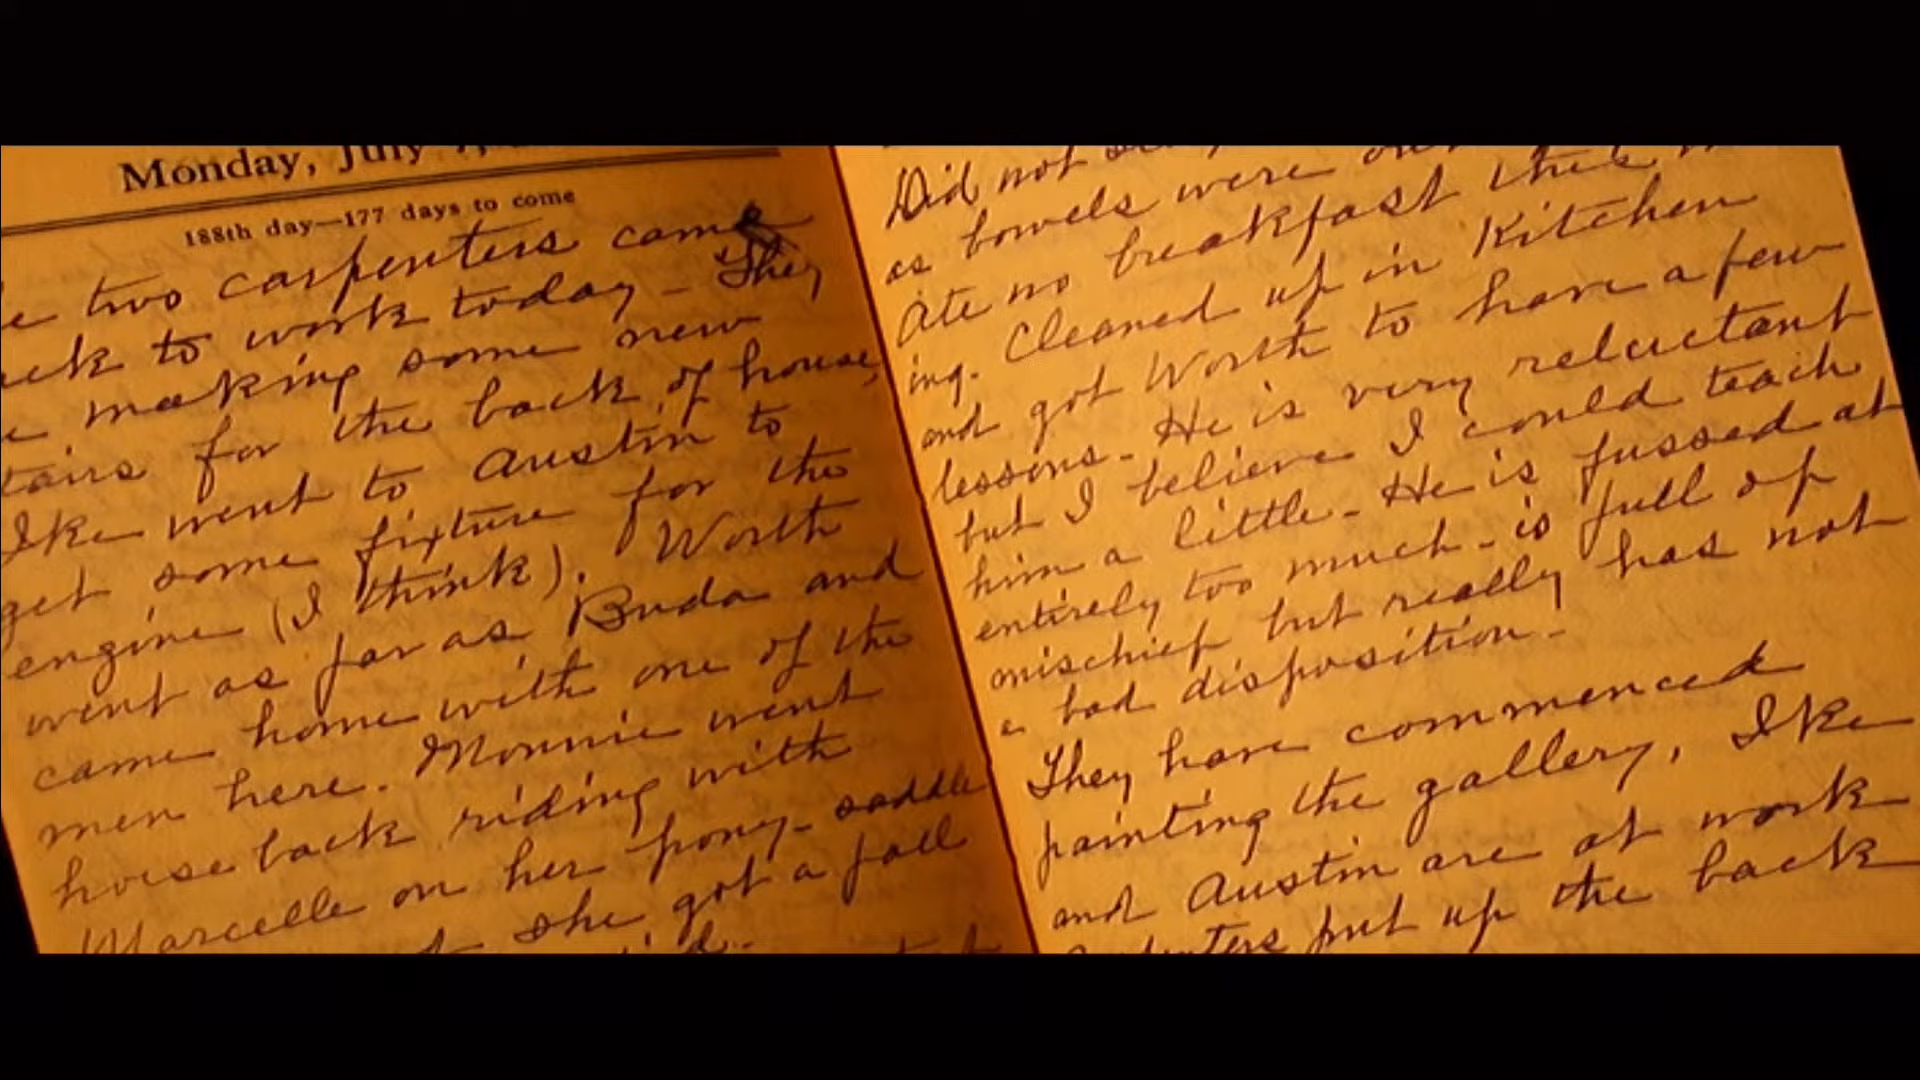 Monday, July 7,
188th day—177 days to come
two carpenters came
to work today - They
making some new
for the back of house,
Ike went to Austin to
get some fixture for the
engine (I think). Worth
went as far as Buda and
came home with one of the
men here. Monnie went
horse back riding with
Marcelle on her pony - saddle
she got a fall
Did not
as bowels were
Ate no breakfast this
ing. Cleaned up in Kitchen
and got Worth to have a few
lessons - He is very reluctant
but I believe I could teach
him a little - He is fussed at
entirely too much - is full of
mischief but really has not
a bad disposition -
They have commenced
painting the gallery, Ike
and Austin are at work
put up the back